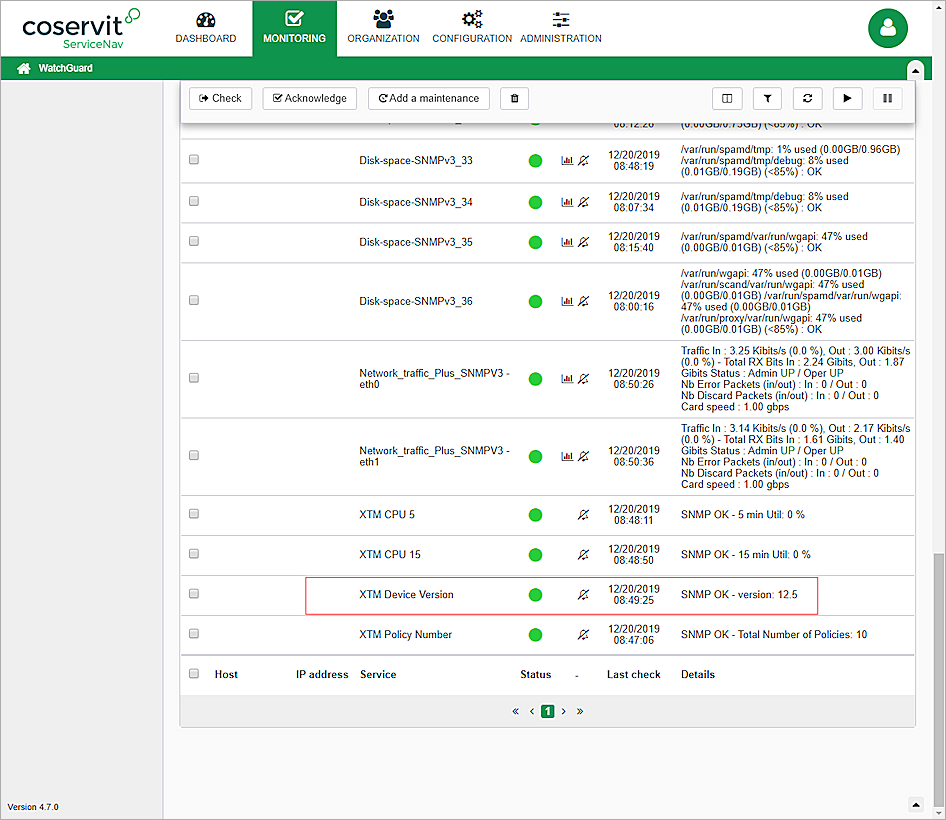 coservit
ServiceNav
DASHBOARD
MONITORING
ORGANIZATION
CONFIGURATION
ADMINISTRATION
WatchGuard
Check
Acknowledge
Add a maintenance
08:12:26
(0.00GB/0.75GB) (<85%) : OK
Disk-space-SNMPv3_33
12/20/2019
08:48:19
/var/run/spamd/tmp: 1% used (0.00GB/0.96GB)
/var/run/spamd/tmp/debug: 8% used
(0.01GB/0.19GB) (<85%) : OK
Disk-space-SNMPv3_34
12/20/2019
08:07:34
/var/run/spamd/tmp/debug: 8% used
(0.01GB/0.19GB) (<85%) : OK
Disk-space-SNMPv3_35
12/20/2019
08:15:40
/var/run/spamd/var/run/wgapi: 47% used
(0.00GB/0.01GB) (<85%) : OK
Disk-space-SNMPv3_36
12/20/2019
08:00:16
/var/run/wgapi: 47% used (0.00GB/0.01GB)
/var/run/scand/var/run/wgapi: 47% used
(0.00GB/0.01GB) /var/run/spamd/var/run/wgapi:
47% used (0.00GB/0.01GB)
/var/run/proxy/var/run/wgapi: 47% used
(0.00GB/0.01GB) (<85%) : OK
Network_traffic_Plus_SNMPV3 -
eth0
12/20/2019
08:50:26
Traffic In : 3.25 Kibits/s (0.0 %), Out : 3.00 Kibits/s
(0.0 %) - Total RX Bits In : 2.24 Gibits, Out : 1.87
Gibits Status : Admin UP / Oper UP
Nb Error Packets (in/out) : In : 0 / Out : 0
Nb Discard Packets (in/out) : In : 0 / Out : 0
Card speed : 1.00 gbps
Network_traffic_Plus_SNMPV3 -
eth1
12/20/2019
08:50:36
Traffic In : 3.14 Kibits/s (0.0 %), Out : 2.17 Kibits/s
(0.0 %) - Total RX Bits In : 1.61 Gibits, Out : 1.40
Gibits Status : Admin UP / Oper UP
Nb Error Packets (in/out) : In : 0 / Out : 0
Nb Discard Packets (in/out) : In : 0 / Out : 0
Card speed : 1.00 gbps
XTM CPU 5
12/20/2019
08:48:11
SNMP OK - 5 min Util: 0 %
XTM CPU 15
12/20/2019
08:48:50
SNMP OK - 15 min Util: 0 %
XTM Device Version
12/20/2019
08:49:25
SNMP OK - version: 12.5
XTM Policy Number
12/20/2019
08:47:06
SNMP OK - Total Number of Policies: 10
Host
IP address
Service
Status
-
Last check
Details
« ‹ 1 › »
Version 4.7.0